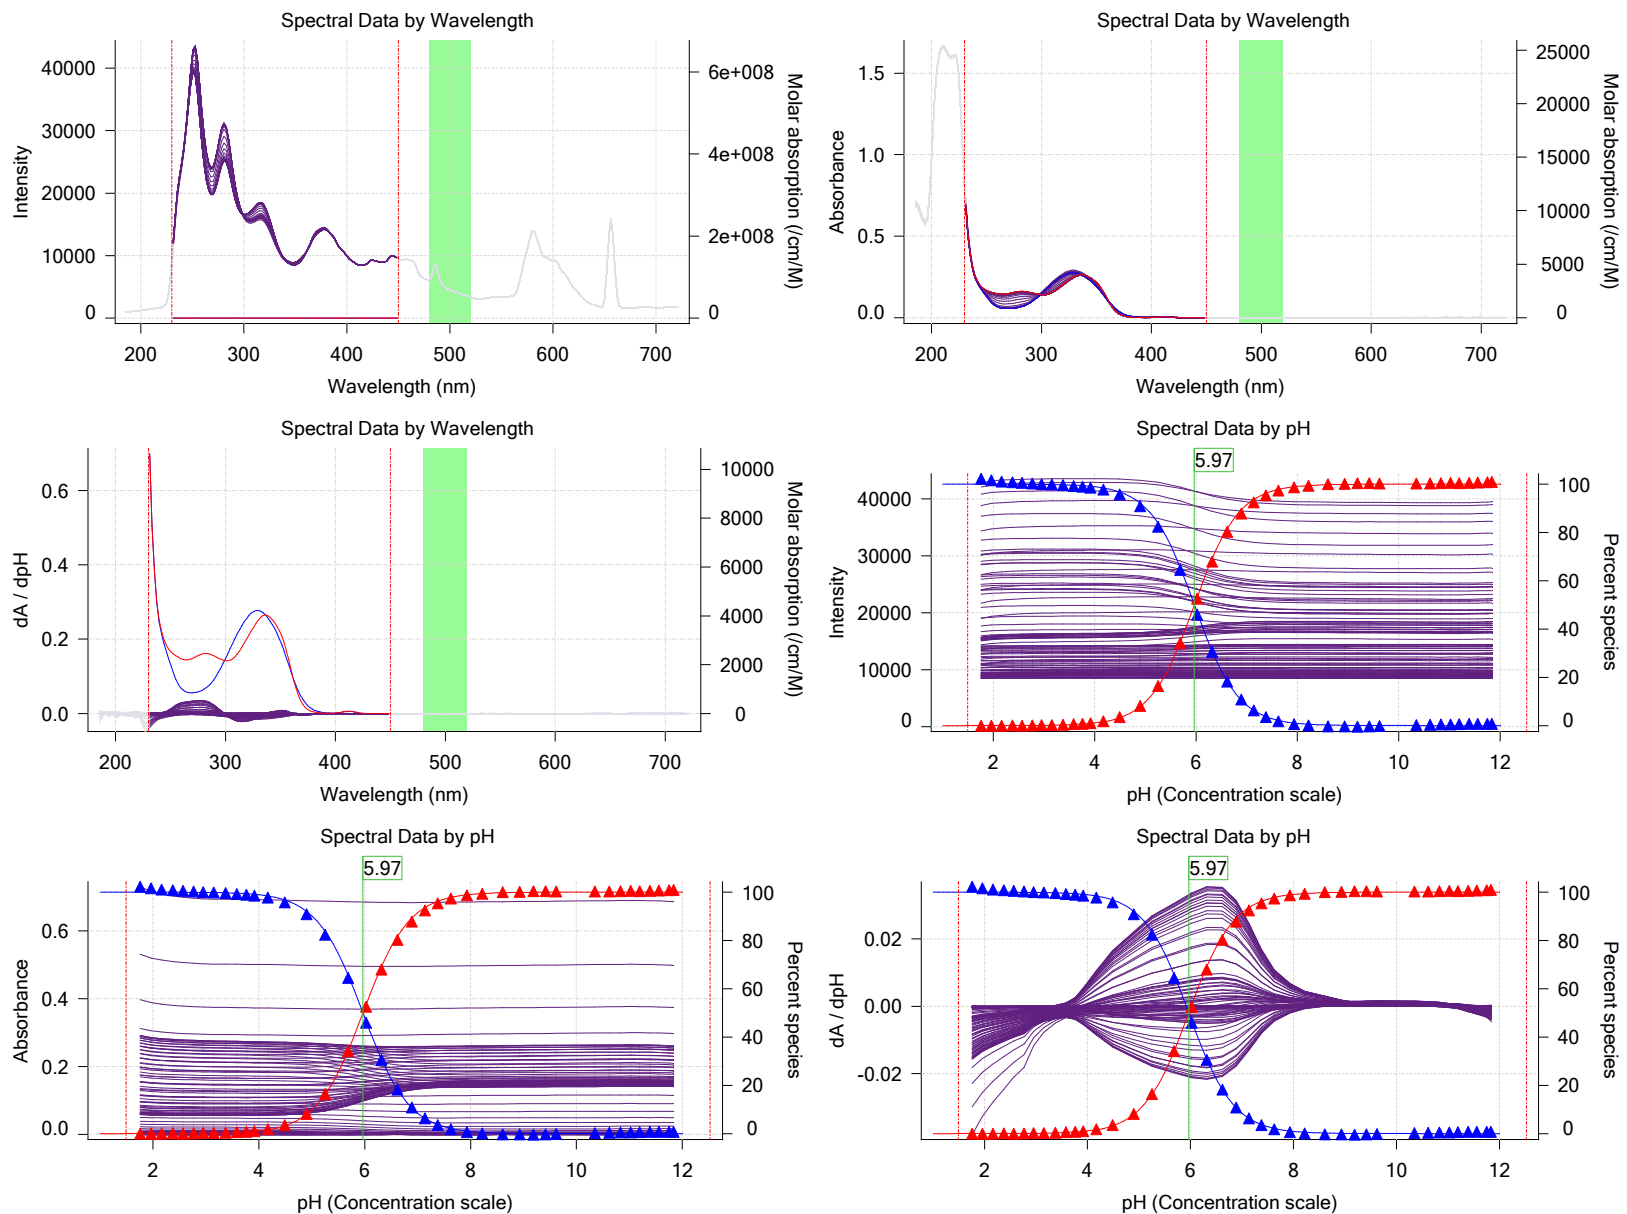 Spectral Data by Wavelength
Intensity
40000
30000
20000
10000
0
6e+008
4e+008
2e+008
0
Molar absorption (/cm/M)
200 300 400 500 600 700
Wavelength (nm)
Spectral Data by Wavelength
Absorbance
1.5
1.0
0.5
0.0
25000
20000
15000
10000
5000
0
Molar absorption (/cm/M)
200 300 400 500 600 700
Wavelength (nm)
Spectral Data by Wavelength
dA / dpH
0.6
0.4
0.2
0.0
10000
8000
6000
4000
2000
0
Molar absorption (/cm/M)
200 300 400 500 600 700
Wavelength (nm)
Spectral Data by pH
5.97
Intensity
40000
30000
20000
10000
0
100
80
60
40
20
0
Percent species
2 4 6 8 10 12
pH (Concentration scale)
Spectral Data by pH
5.97
Absorbance
0.6
0.4
0.2
0.0
100
80
60
40
20
0
Percent species
2 4 6 8 10 12
pH (Concentration scale)
Spectral Data by pH
5.97
dA / dpH
0.02
0.00
-0.02
100
80
60
40
20
0
Percent species
2 4 6 8 10 12
pH (Concentration scale)